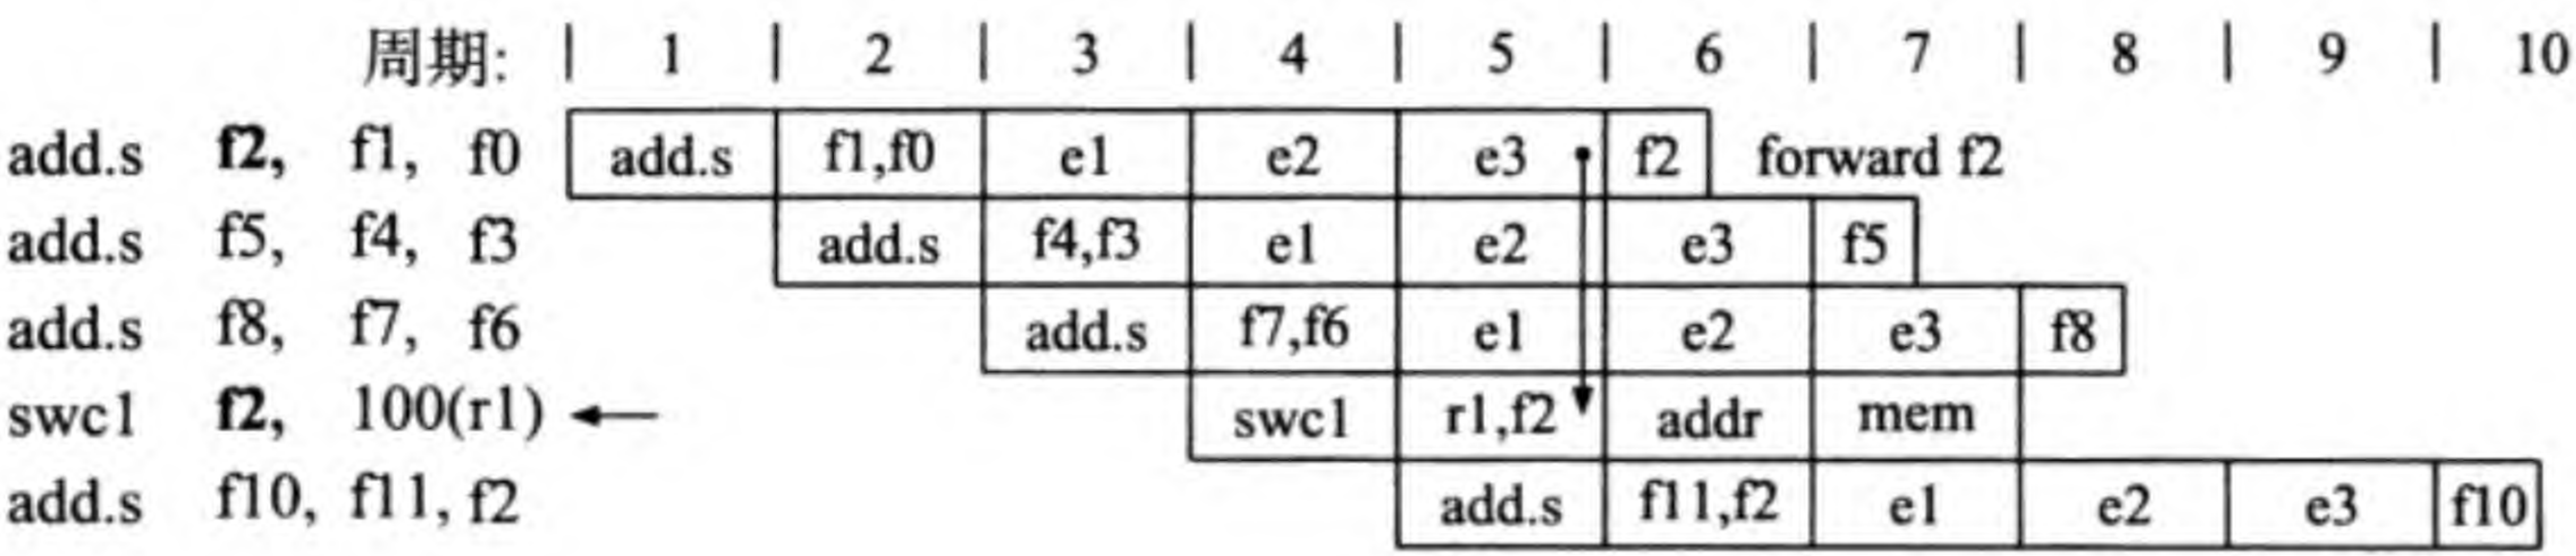 周期: | 1 | 2 | 3 | 4 | 5 | 6 | 7 | 8 | 9 | 10
add.s f2, f1, f0 add.s f1,f0 e1 e2 e3 f2 forward f2
add.s f5, f4, f3 add.s f4,f3 e1 e2 e3 f5
add.s f8, f7, f6 add.s f7,f6 e1 e2 e3 f8
swc1 f2, 100(r1) ← swc1 r1,f2 addr mem
add.s f10, f11, f2 add.s f11,f2 e1 e2 e3 f10